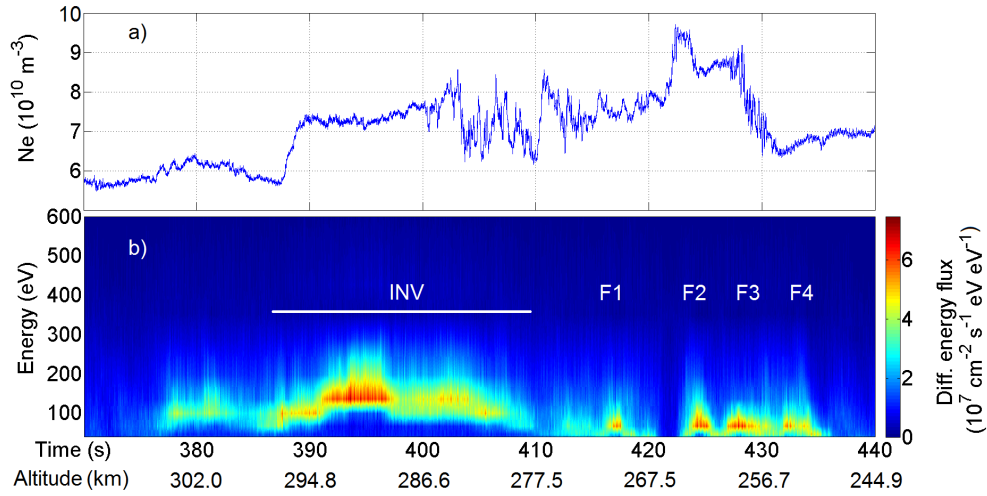 10
9
8
7
6
Ne (10^10 m^-3)
a)
600
500
400
300
200
100
Energy (eV)
b)
INV
F1 F2 F3 F4
6
4
2
0
Diff. energy flux
(10^7 cm^-2 s^-1 eV eV^-1)
Time (s) 380 390 400 410 420 430 440
Altitude (km) 302.0 294.8 286.6 277.5 267.5 256.7 244.9